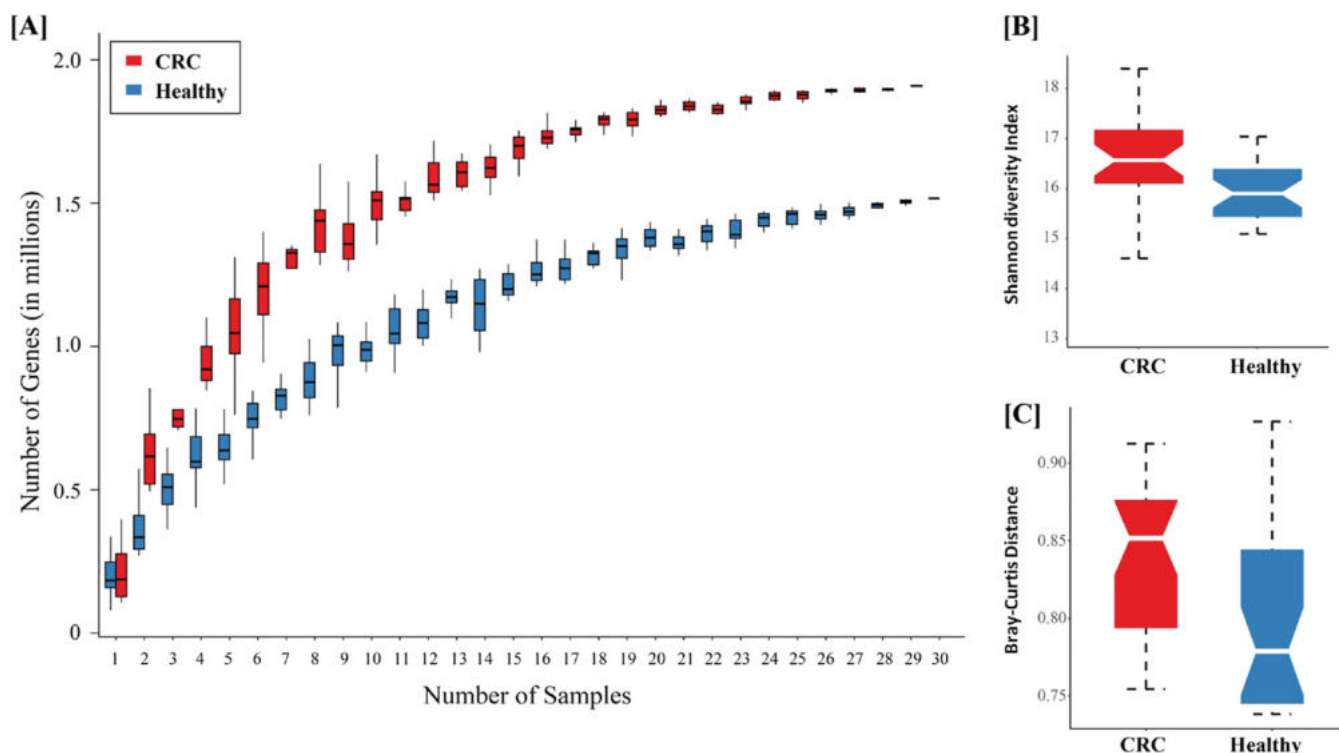 [A]
CRC
Healthy
2.0
1.5
1.0
0.5
0
Number of Genes (in millions)
1 2 3 4 5 6 7 8 9 10 11 12 13 14 15 16 17 18 19 20 21 22 23 24 25 26 27 28 29 30
Number of Samples
[B]
18
17
16
15
14
13
Shannon diversity Index
CRC Healthy
[C]
0.90
0.85
0.80
0.75
Bray-Curtis Distance
CRC Healthy